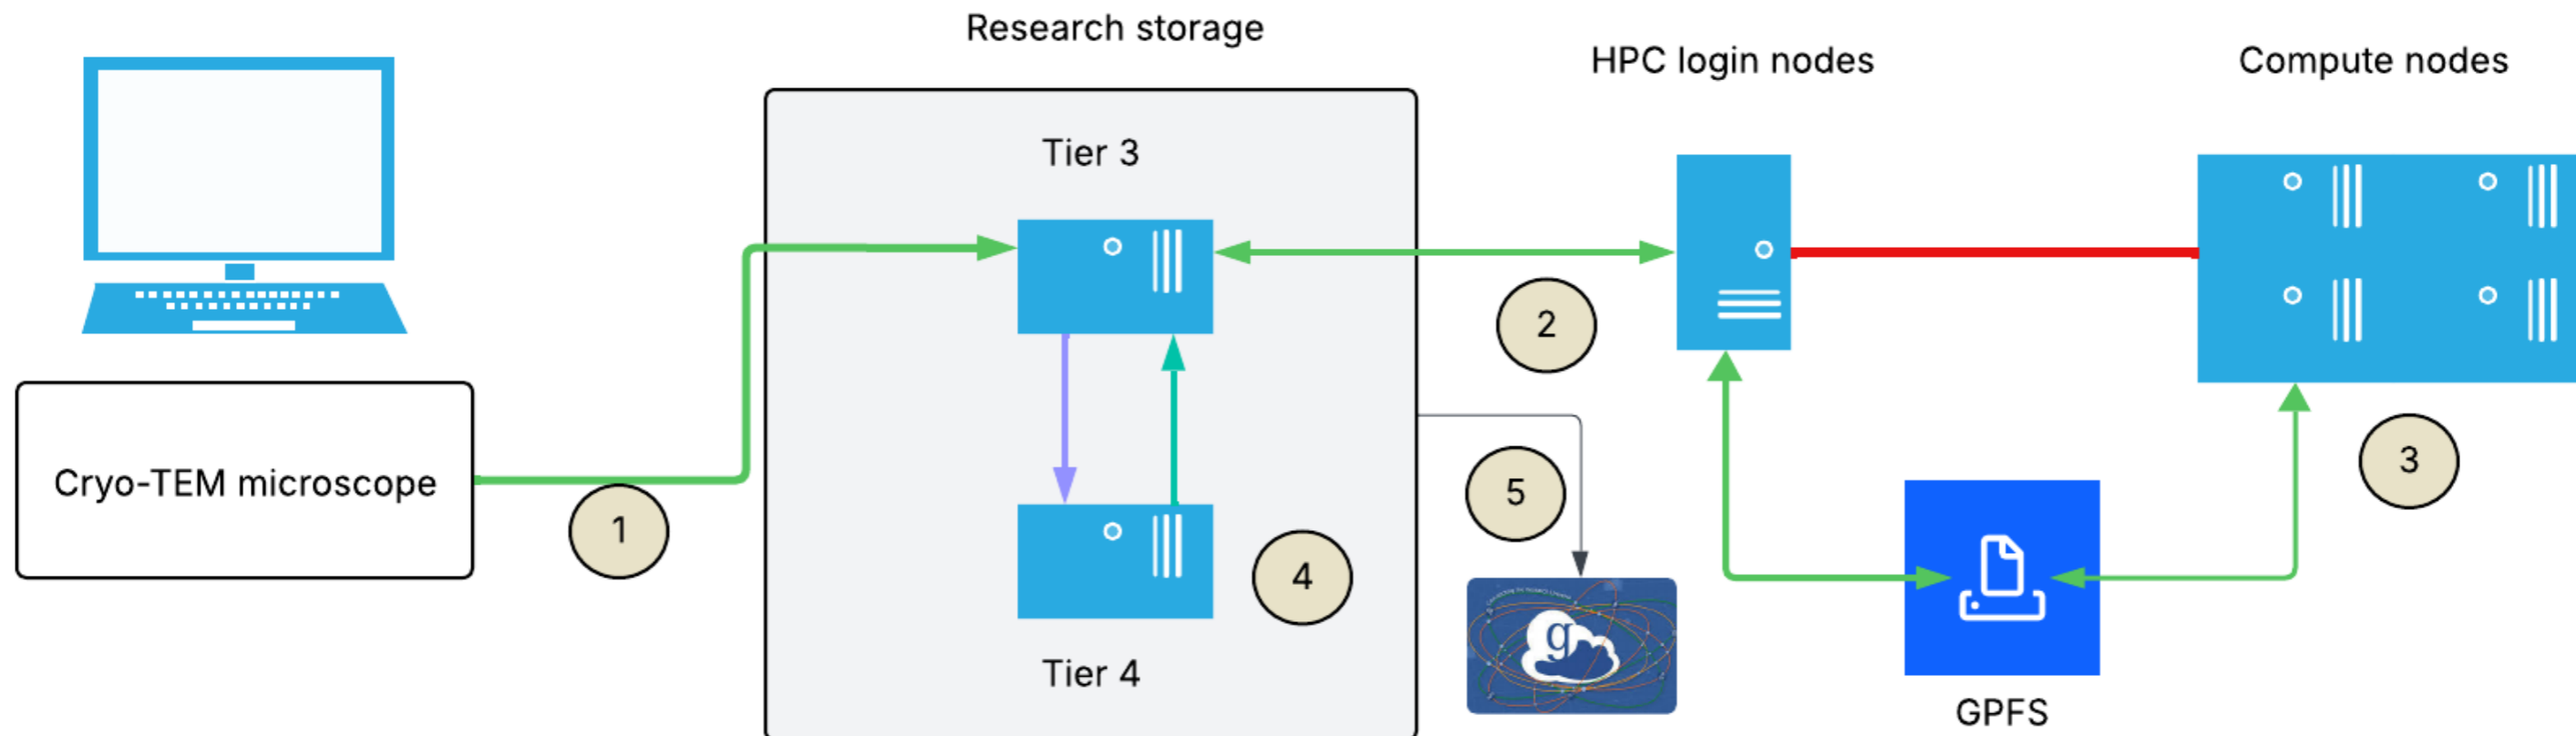 Research storage
HPC login nodes
Compute nodes
Tier 3
2
3
Cryo-TEM microscope
1
5
4
g
Tier 4
GPFS